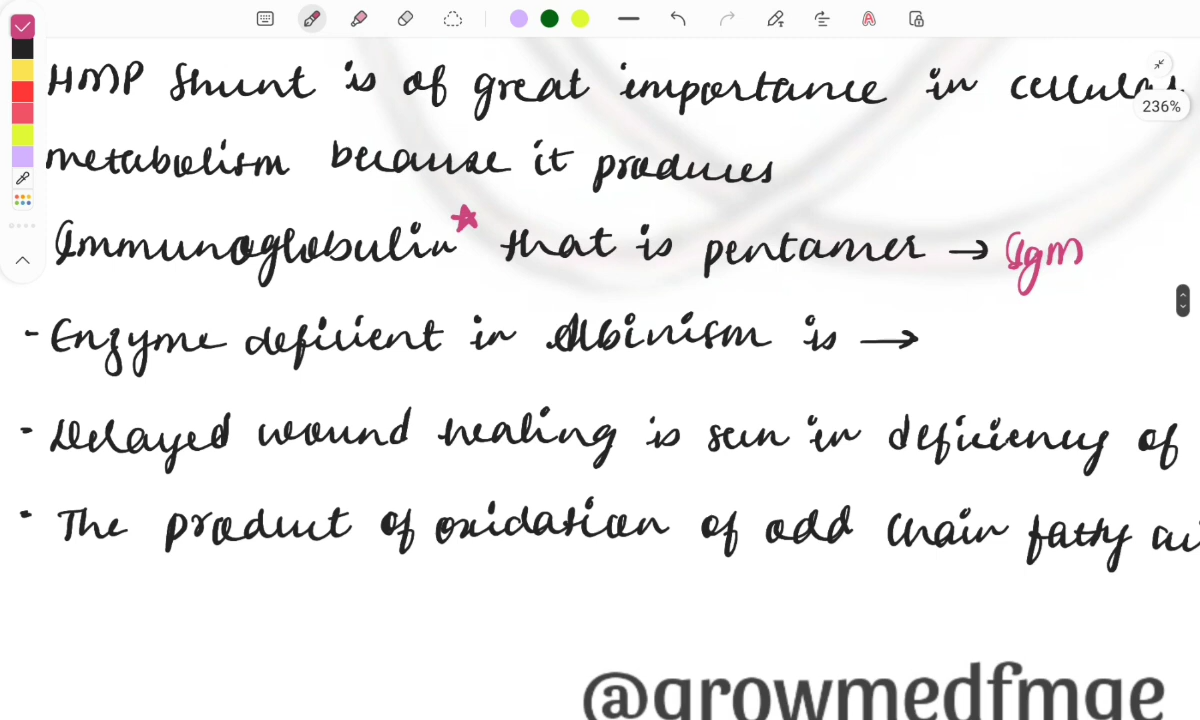 236%
HMP Shunt is of great importance in cellular
metabolism because it produces
Immunoglobulin* that is pentamer → IgM
- Enzyme deficient in Albinism is →
- Delayed wound healing is seen in deficiency of
• The product of oxidation of odd chain fatty aci
@growmedfmge